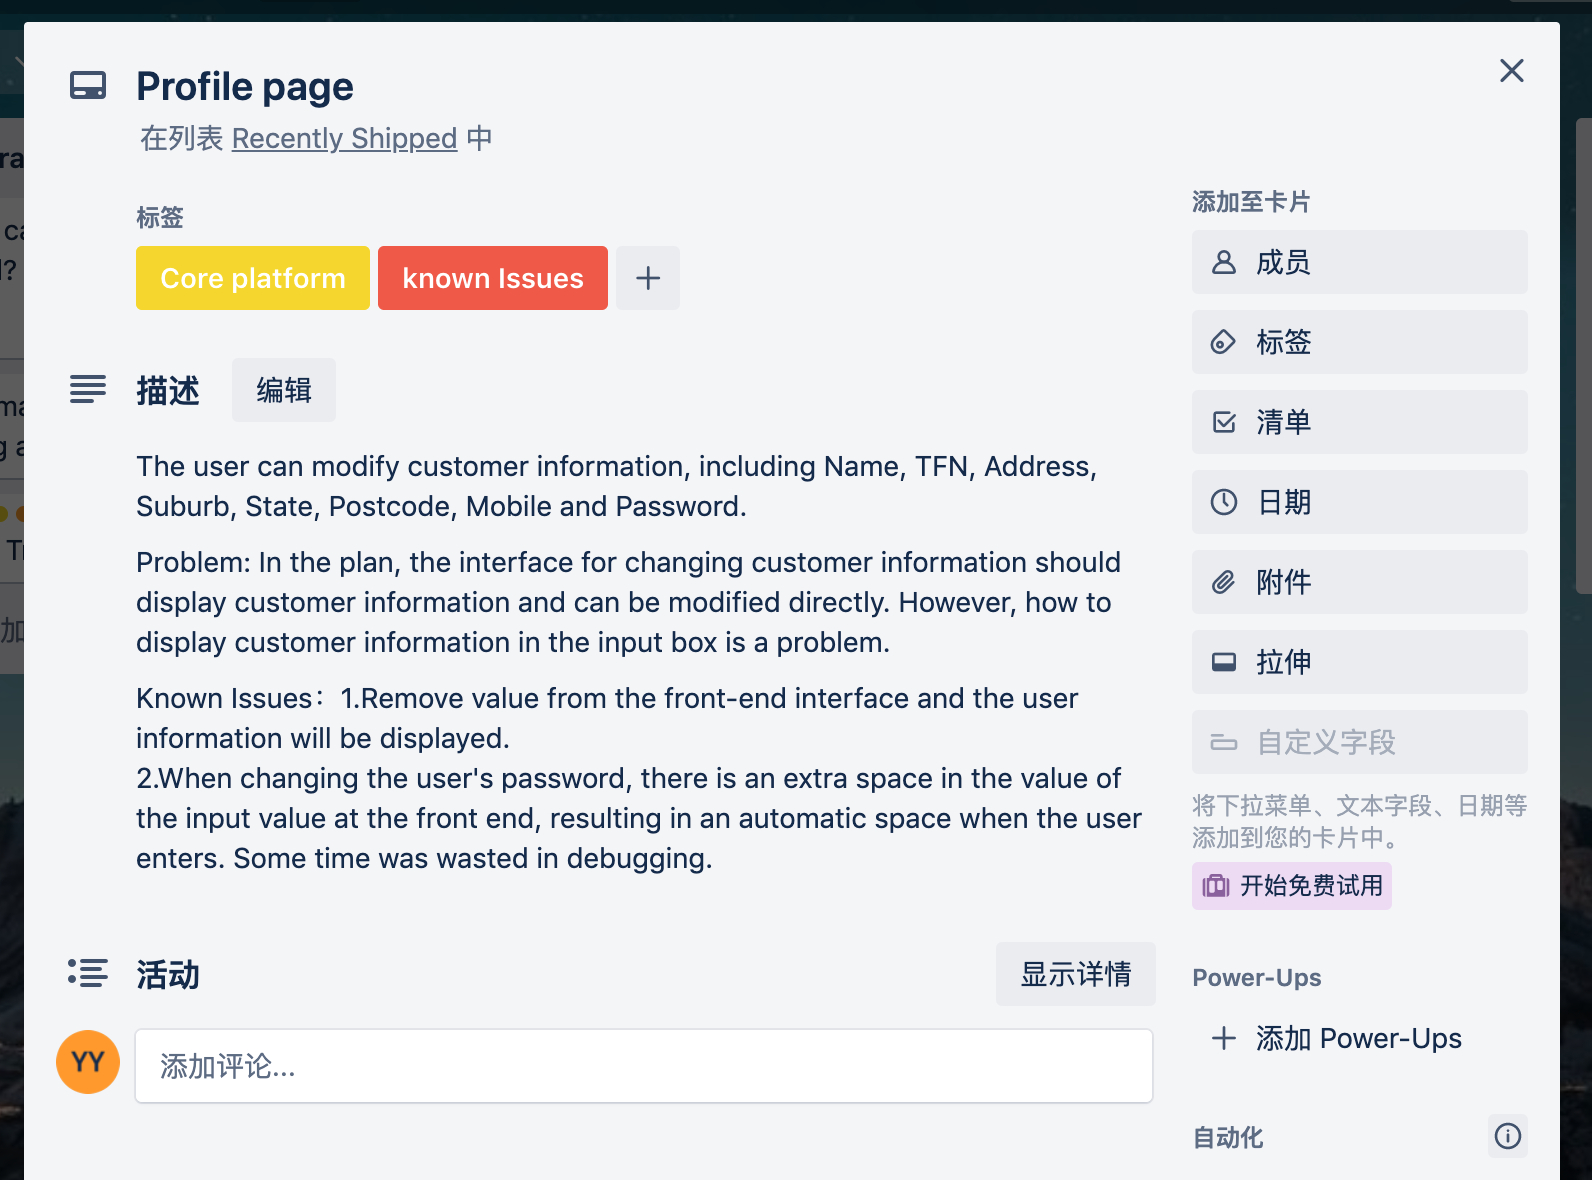 Profile page
在列表 Recently Shipped 中
标签
Core platform
known Issues
描述
编辑
The user can modify customer information, including Name, TFN, Address,
Suburb, State, Postcode, Mobile and Password.
Problem: In the plan, the interface for changing customer information should
display customer information and can be modified directly. However, how to
display customer information in the input box is a problem.
Known Issues：1.Remove value from the front-end interface and the user
information will be displayed.
2.When changing the user's password, there is an extra space in the value of
the input value at the front end, resulting in an automatic space when the user
enters. Some time was wasted in debugging.
活动
显示详情
YY
添加评论...
添加至卡片
成员
标签
清单
日期
附件
拉伸
自定义字段
将下拉菜单、文本字段、日期等
添加到您的卡片中。
开始免费试用
Power-Ups
添加 Power-Ups
自动化